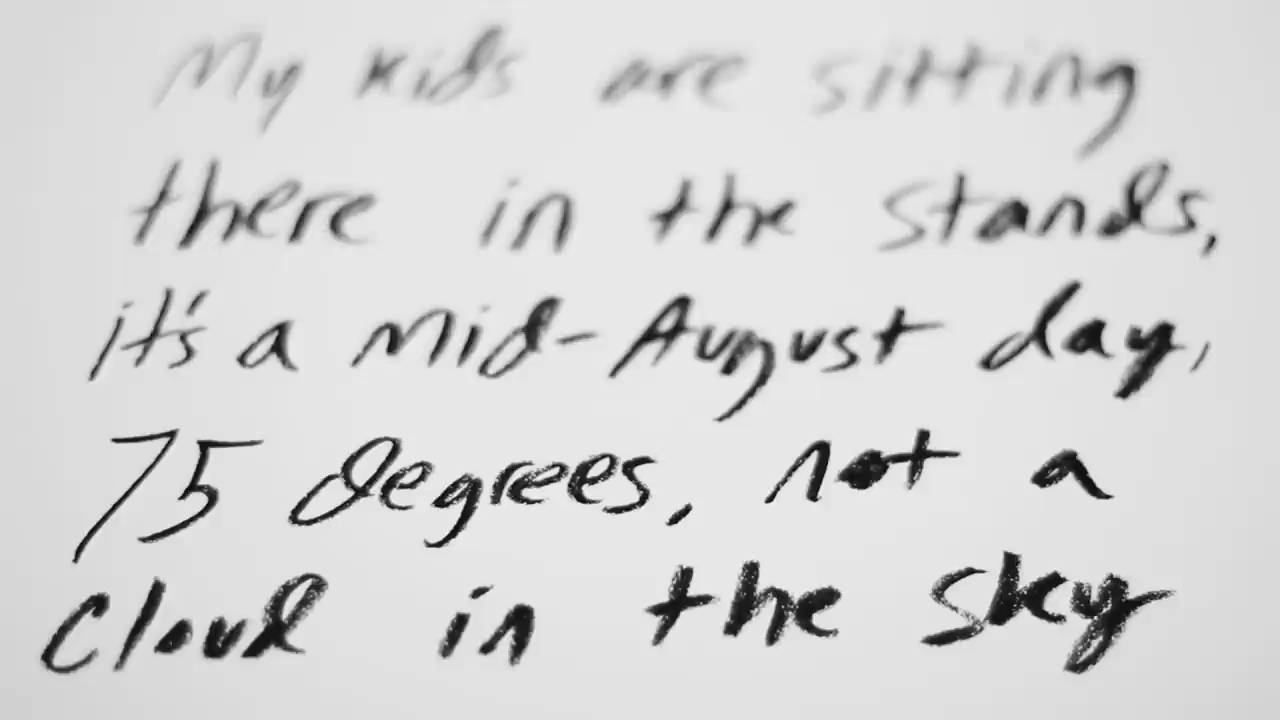 My kids are sitting
there in the stands,
it's a mid-August day,
75 degrees, not a
cloud in the sky